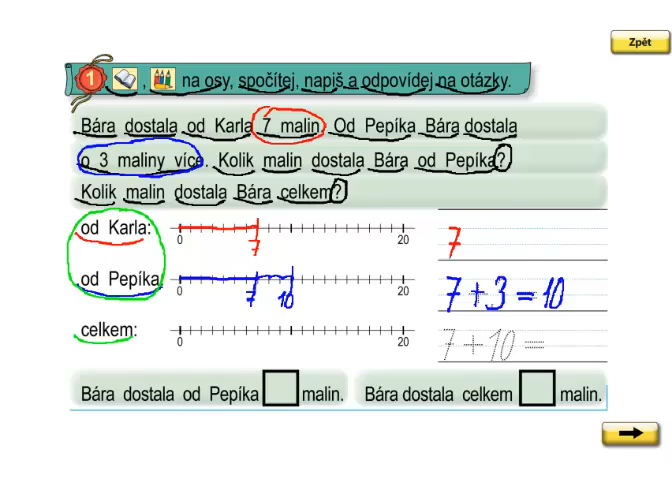 Zpět
1 , na osy, spočítej, napiš a odpovídej na otázky.
Bára dostala od Karla 7 malin. Od Pepíka Bára dostala
o 3 maliny více. Kolik malin dostala Bára od Pepíka?
Kolik malin dostala Bára celkem?
od Karla: 0 7 20 7
od Pepíka: 0 7 10 20 7+3=10
celkem: 0 20 7+10=
Bára dostala od Pepíka malin. Bára dostala celkem malin.